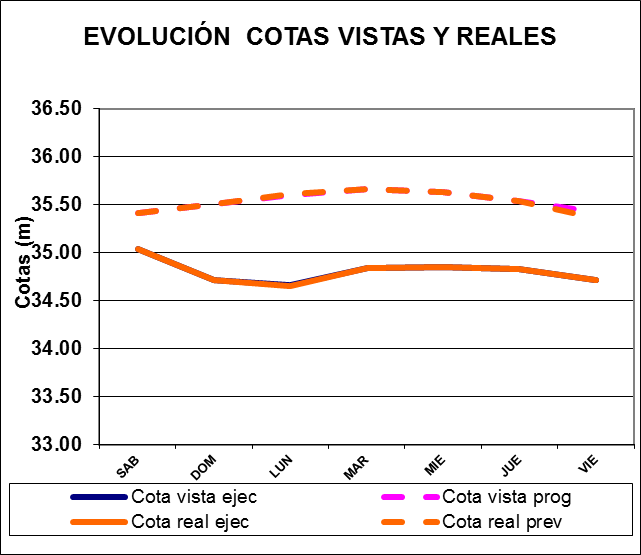 EVOLUCIÓN  COTAS VISTAS Y REALES
Cotas (m)
36.50
36.00
35.50
35.00
34.50
34.00
33.50
33.00
SAB DOM LUN MAR MIE JUE VIE
Cota vista ejec Cota vista prog
Cota real ejec Cota real prev